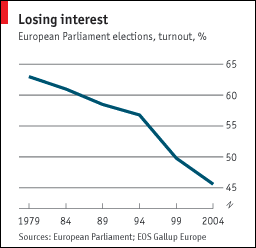 Losing interest
European Parliament elections, turnout, %
65
60
55
50
45
1979 84 89 94 99 2004
Sources: European Parliament; EOS Gallup Europe